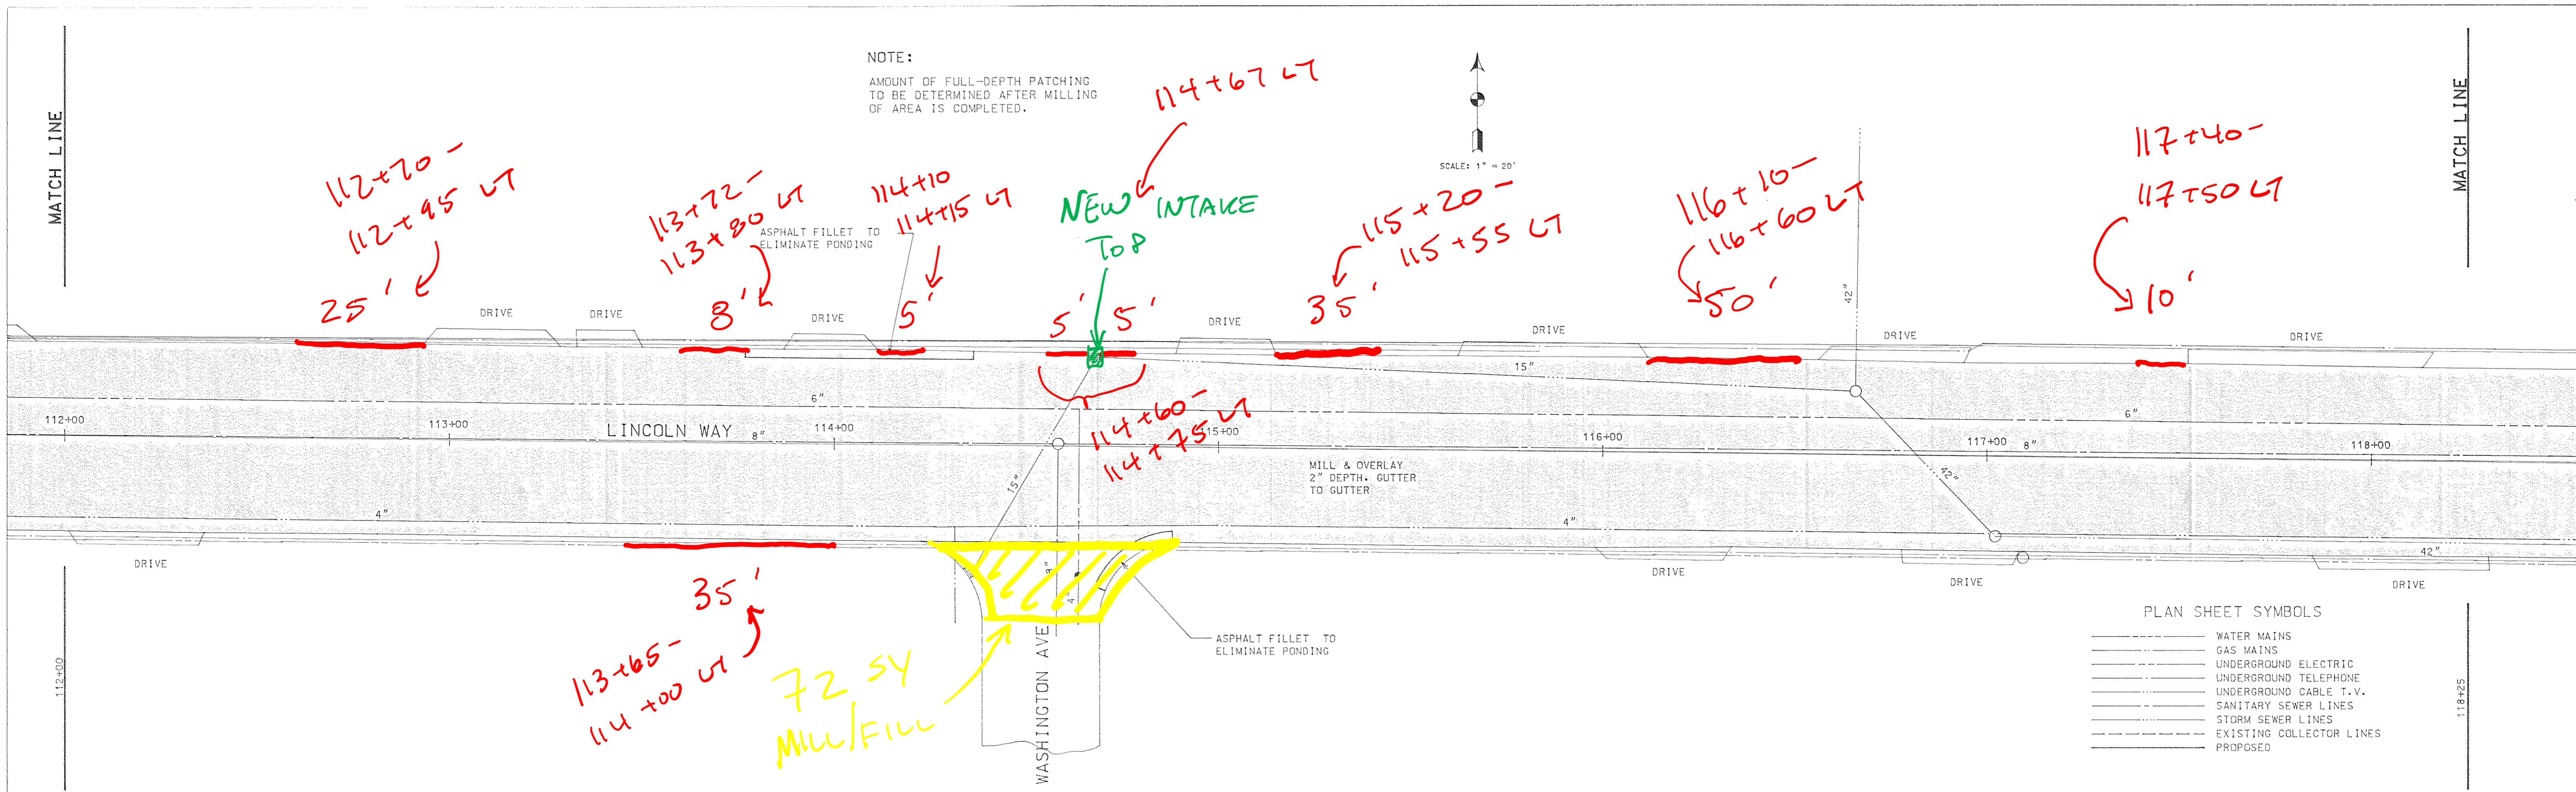 MATCH LINE
NOTE:
AMOUNT OF FULL-DEPTH PATCHING
TO BE DETERMINED AFTER MILLING
OF AREA IS COMPLETED.
114+67 LT
SCALE: 1" = 20'
MATCH LINE
112+70-
112+95 LT
25'
113+72-
113+80 LT
8'
ASPHALT FILLET TO
ELIMINATE PONDING
114+10
114+15 LT
5'
NEW INTAKE
TOP
5' 5'
115+20-
115+55 LT
35'
116+10-
116+60 LT
50'
42"
117+40-
117+50 LT
10'
DRIVE
DRIVE
DRIVE
DRIVE
DRIVE
DRIVE
DRIVE
15"
6"
6"
112+00
113+00
LINCOLN WAY
8"
114+00
114+60-
114+75 LT
115+00
116+00
117+00
8"
118+00
MILL & OVERLAY
2" DEPTH. GUTTER
TO GUTTER
15"
42"
4"
4"
42"
DRIVE
DRIVE
DRIVE
DRIVE
35'
113+65-
114+00 LT
8"
4"
72 SY
MILL/FILL
WASHINGTON AVE
ASPHALT FILLET TO
ELIMINATE PONDING
112+00
118+25
PLAN SHEET SYMBOLS
WATER MAINS
GAS MAINS
UNDERGROUND ELECTRIC
UNDERGROUND TELEPHONE
UNDERGROUND CABLE T.V.
SANITARY SEWER LINES
STORM SEWER LINES
EXISTING COLLECTOR LINES
PROPOSED